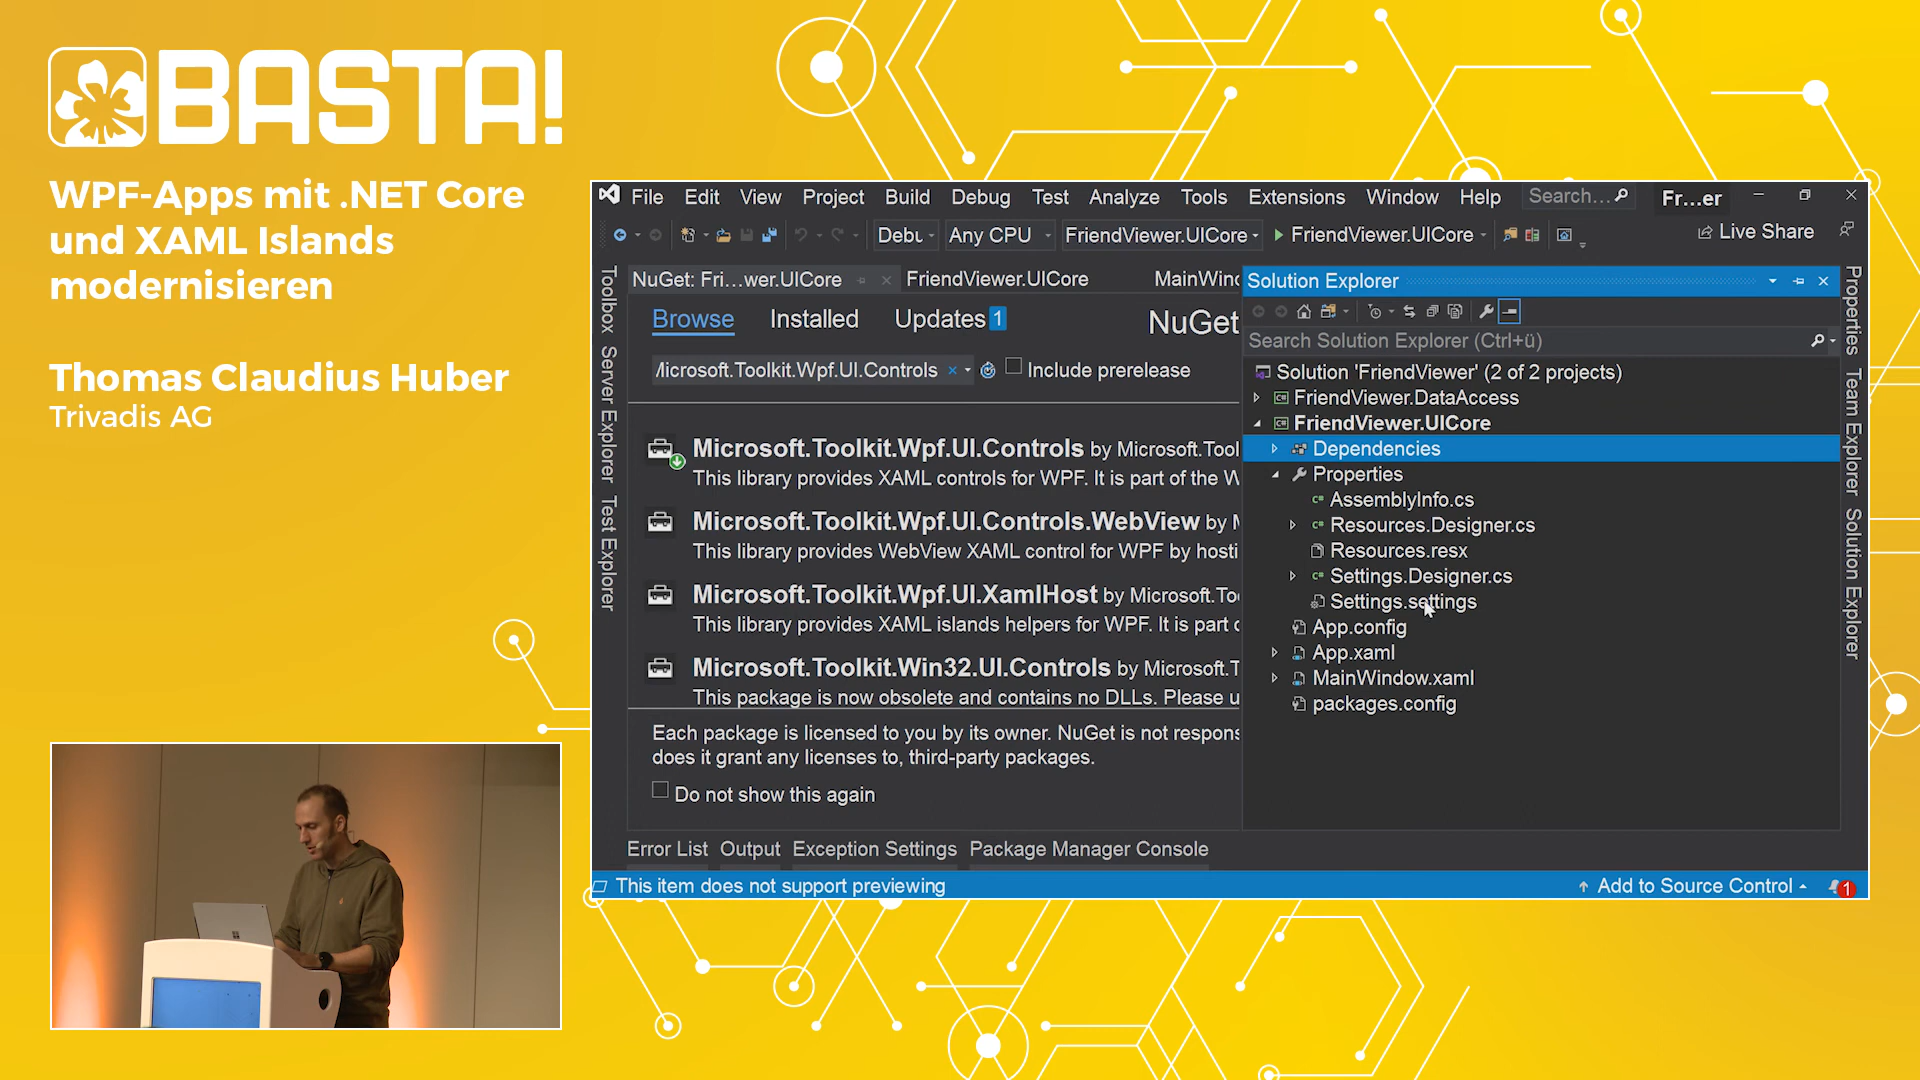 BASTA!
WPF-Apps mit .NET Core
und XAML Islands
modernisieren
Thomas Claudius Huber
Trivadis AG
File Edit View Project Build Debug Test Analyze Tools Extensions Window Help Search... Fr...er
Any CPU FriendViewer.UICore FriendViewer.UICore Live Share
Toolbox Server Explorer Test Explorer
NuGet: Fri...wer.UICore FriendViewer.UICore
Browse Installed Updates 1 NuGet
icrosoft.Toolkit.Wpf.UI.Controls Include prerelease
Microsoft.Toolkit.Wpf.UI.Controls by Microsoft.Tool
This library provides XAML controls for WPF. It is part of the W
Microsoft.Toolkit.Wpf.UI.Controls.WebView by M
This library provides WebView XAML control for WPF by hosti
Microsoft.Toolkit.Wpf.UI.XamlHost by Microsoft.To
This library provides XAML islands helpers for WPF. It is part
Microsoft.Toolkit.Win32.UI.Controls by Microsoft.T
This package is now obsolete and contains no DLLs. Please u
Each package is licensed to you by its owner. NuGet is not respons
does it grant any licenses to, third-party packages.
Do not show this again
Solution Explorer
Search Solution Explorer (Ctrl+ü)
Solution 'FriendViewer' (2 of 2 projects)
FriendViewer.DataAccess
FriendViewer.UICore
Dependencies
Properties
AssemblyInfo.cs
Resources.Designer.cs
Resources.resx
Settings.Designer.cs
Settings.settings
App.config
App.xaml
MainWindow.xaml
packages.config
Properties Team Explorer Solution Explorer
Error List Output Exception Settings Package Manager Console
This item does not support previewing Add to Source Control 1